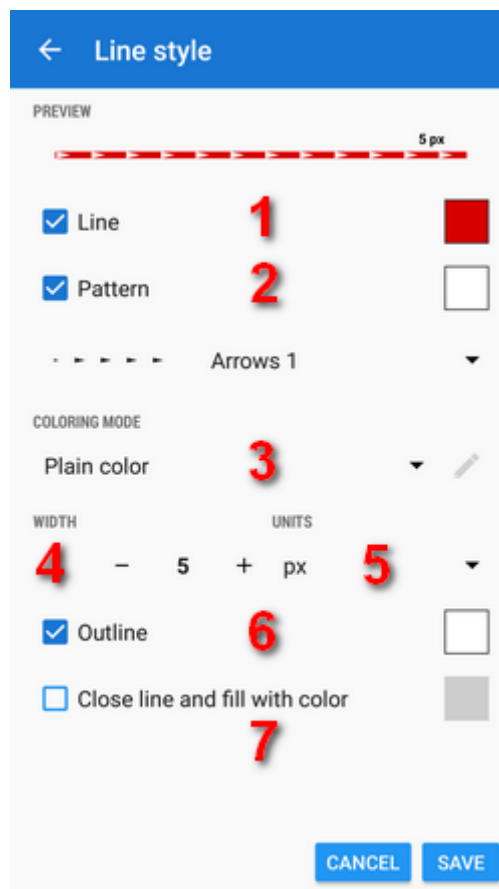 Line style
PREVIEW
5 px
Line 1
Pattern 2
Arrows 1
COLORING MODE
Plain color 3
WIDTH UNITS
4 − 5 + px 5
Outline 6
Close line and fill with color
7
CANCEL SAVE